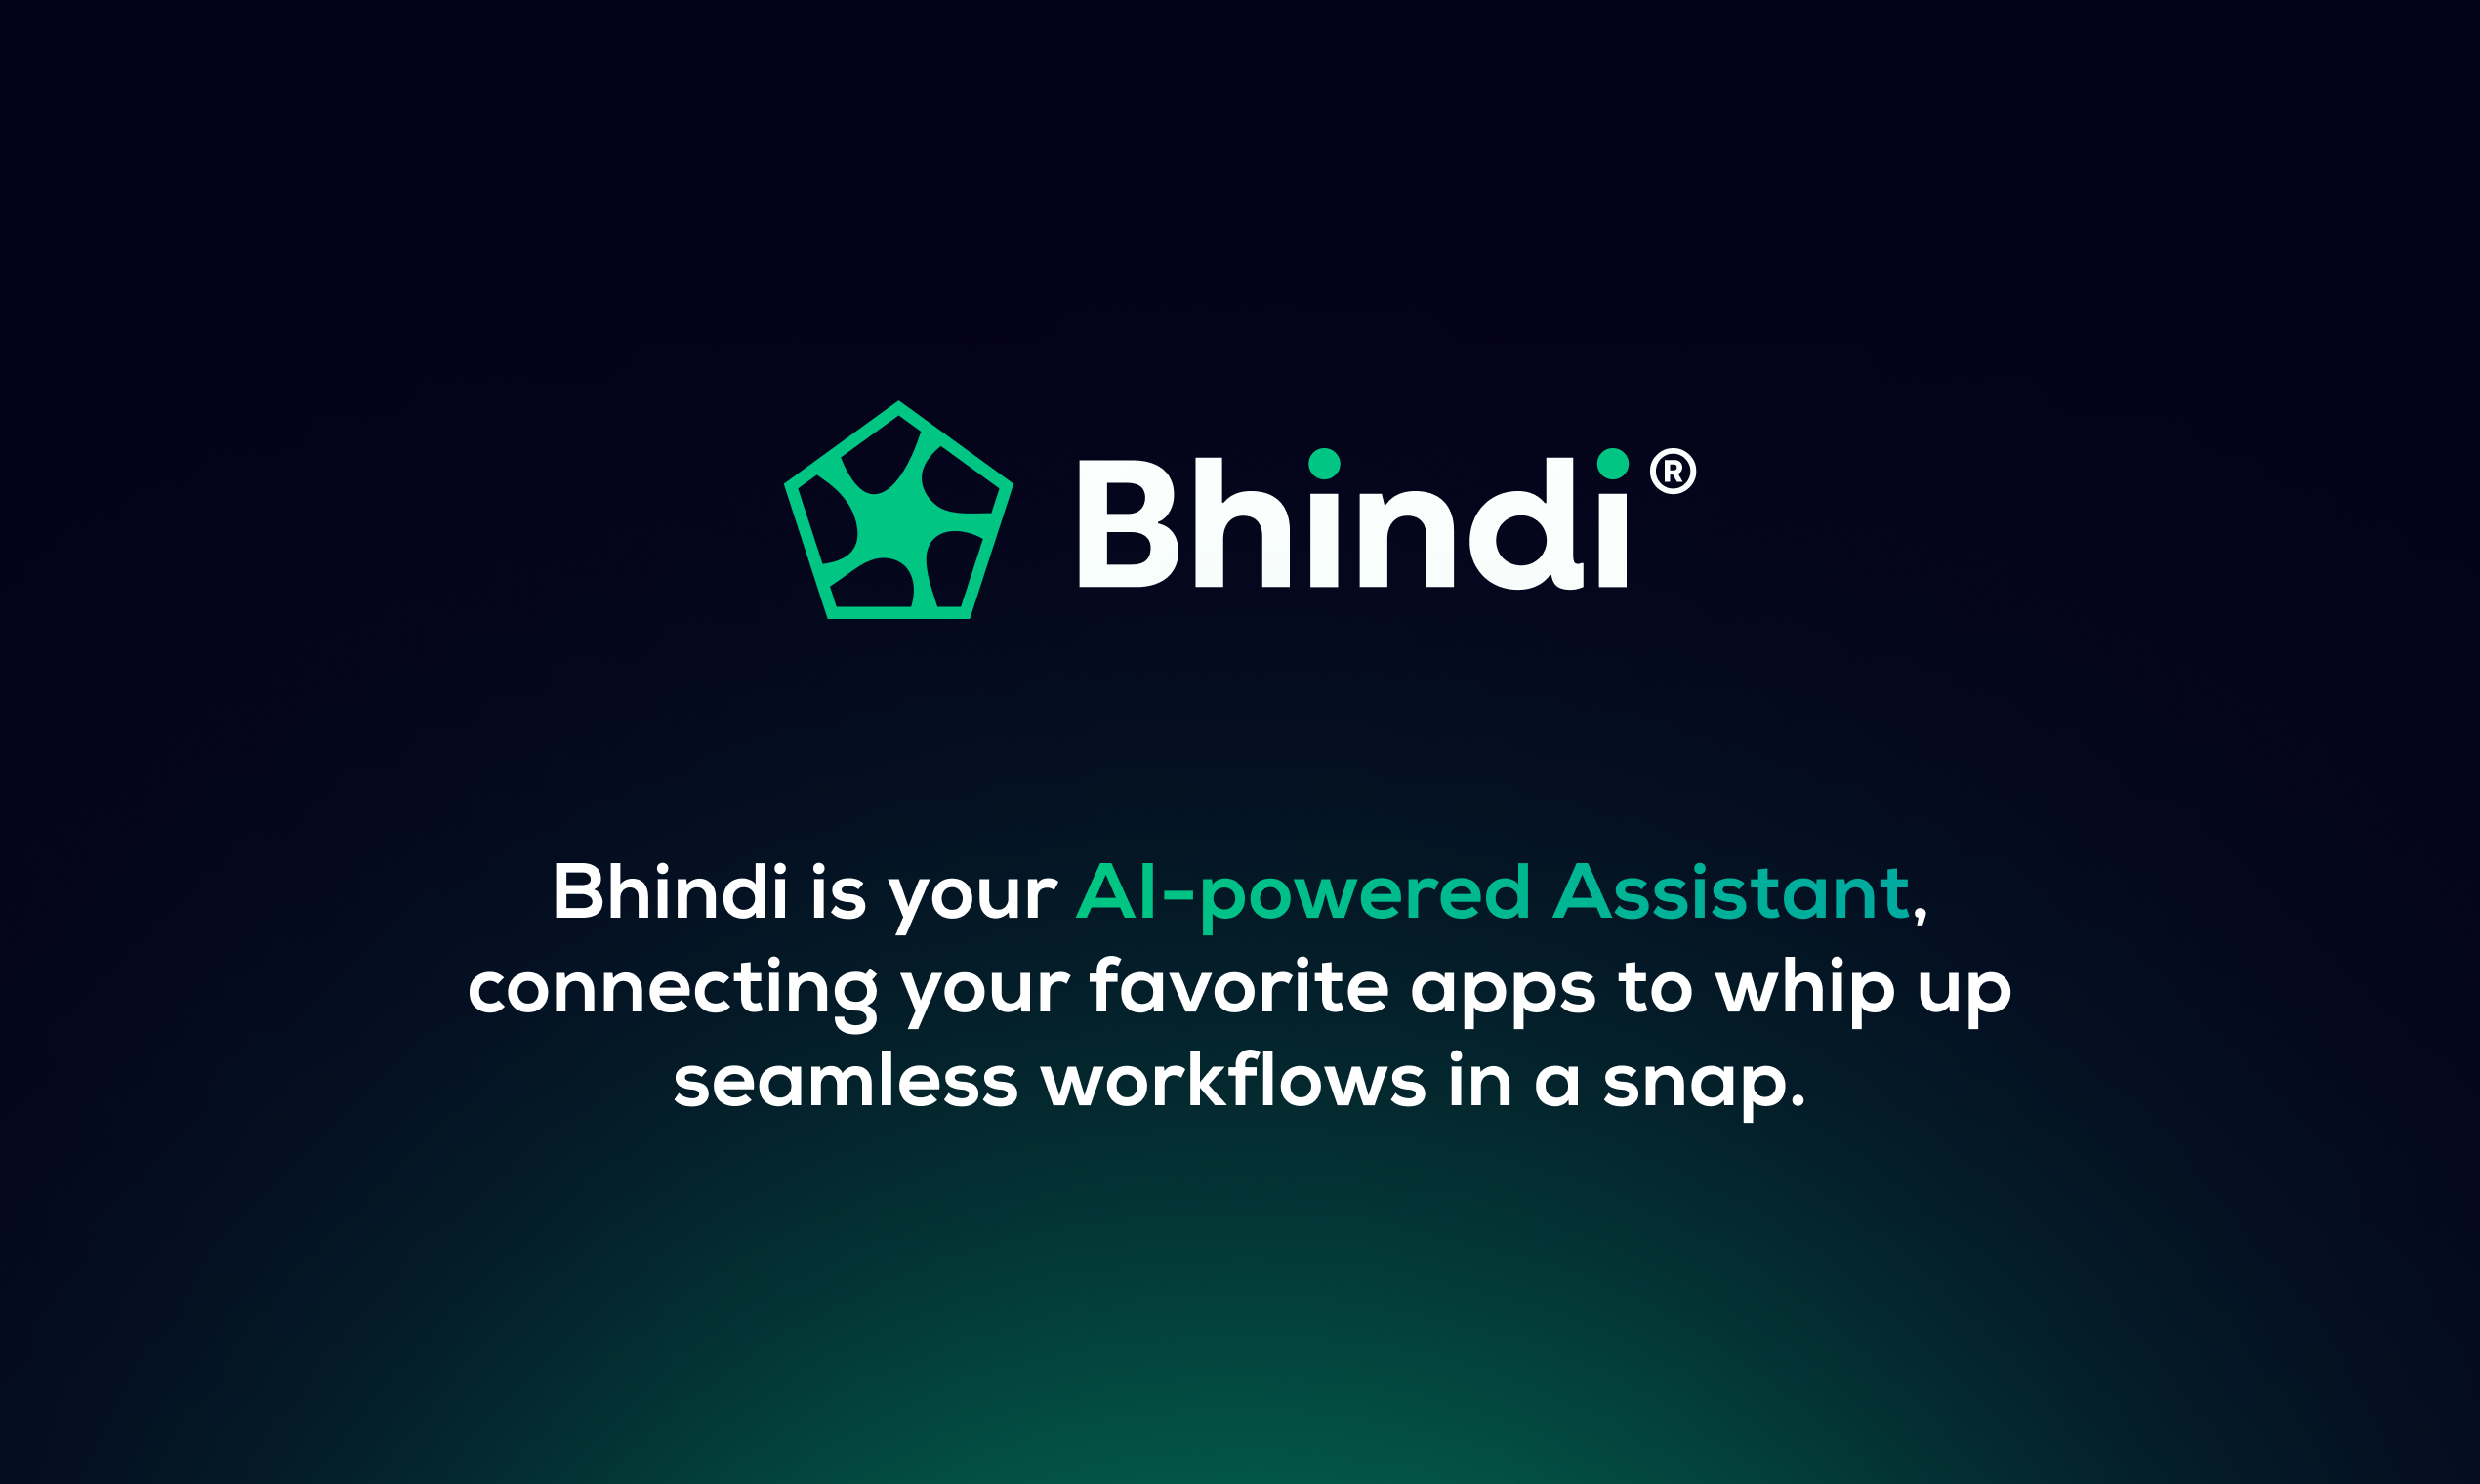 Bhindi®
Bhindi is your AI-powered Assistant,
connecting your favorite apps to whip up
seamless workflows in a snap.